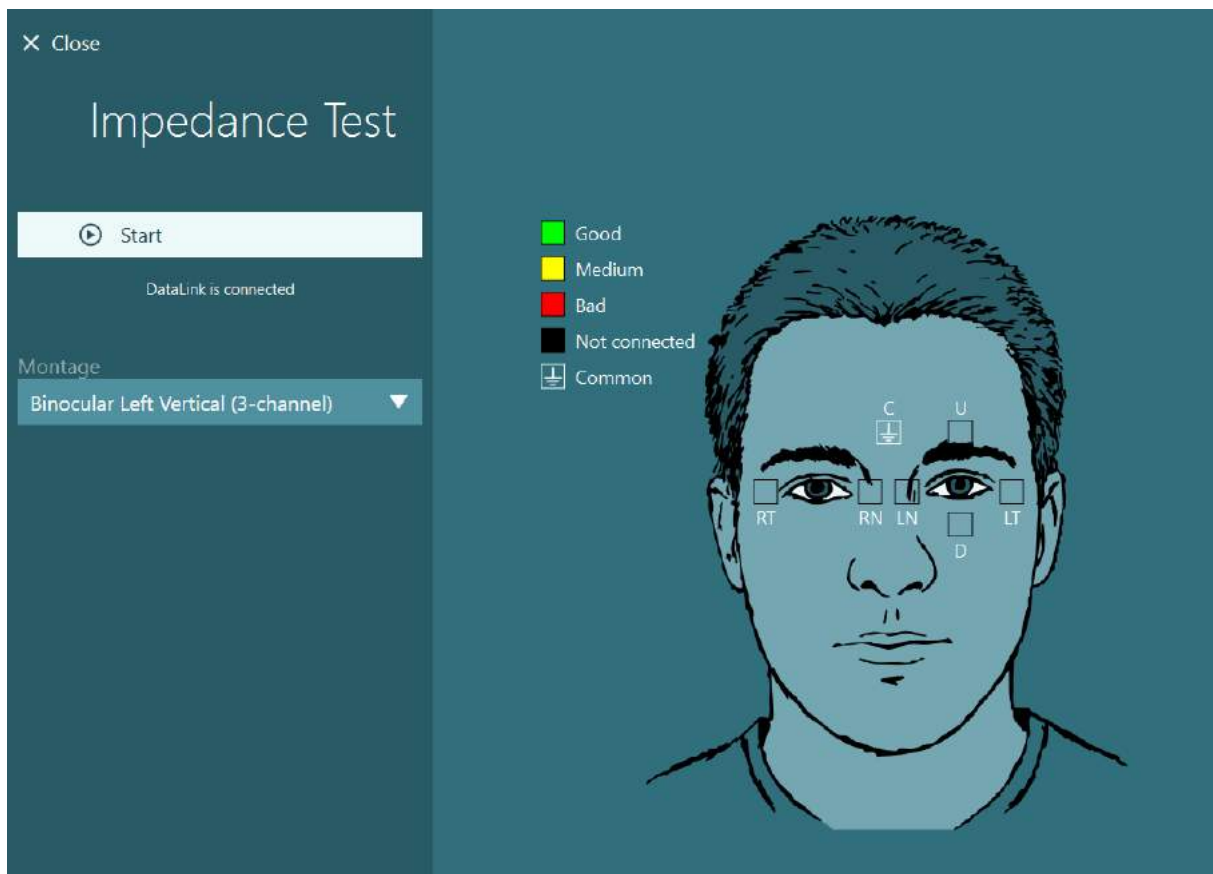 Close
Impedance Test
Start
DataLink is connected
Montage
Binocular Left Vertical (3-channel)
Good
Medium
Bad
Not connected
Common
C U
RT RN LN LT
D